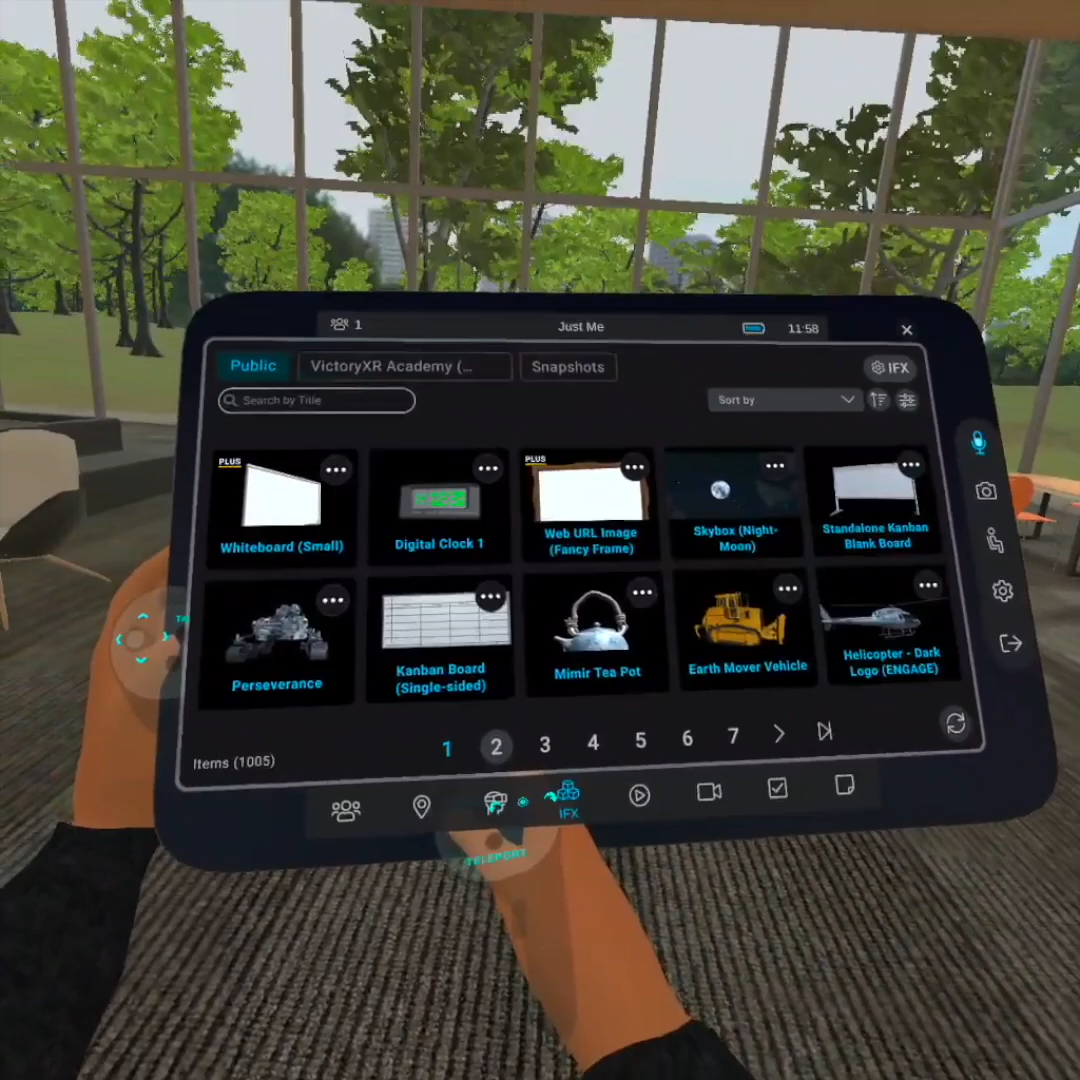 1
Just Me
11:58
Public
VictoryXR Academy (...
Snapshots
IFX
Search by Title
Sort by
PLUS
PLUS
Whiteboard (Small)
Digital Clock 1
Web URL Image
(Fancy Frame)
Skybox (Night-
Moon)
Standalone Kanban
Blank Board
Perseverance
Kanban Board
(Single-sided)
Mimir Tea Pot
Earth Mover Vehicle
Helicopter - Dark
Logo (ENGAGE)
1 2 3 4 5 6 7
Items (1005)
IFX
TELEPORT